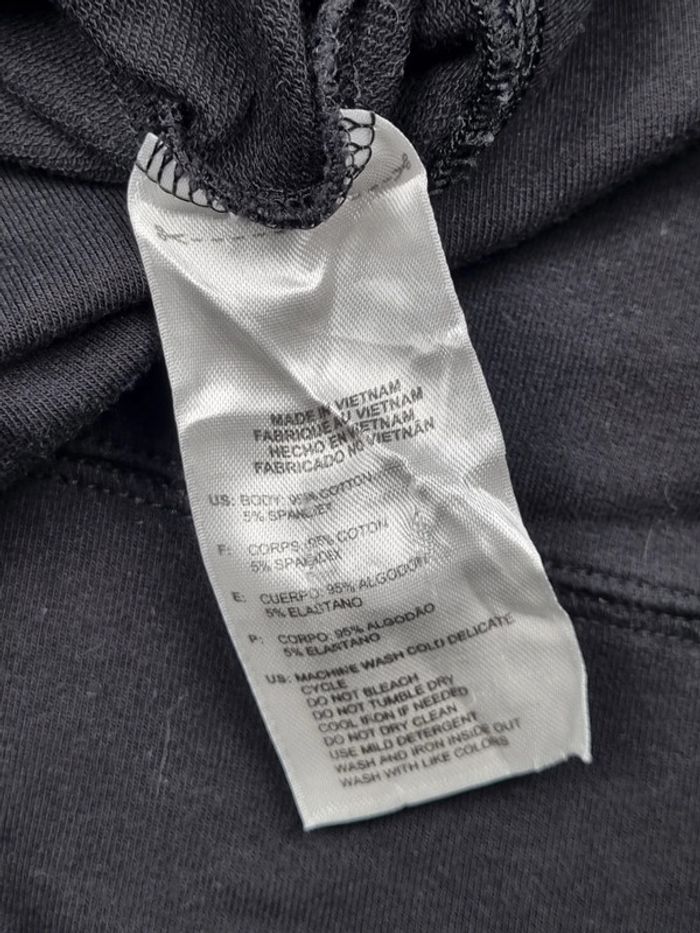 MADE IN VIETNAM
FABRIQUE AU VIETNAM
HECHO EN VIETNAM
FABRICADO NO VIETNÃN
US: BODY: 95% COTTON
5% SPANDEX
F: CORPS :95% COTON
5% SPANDEX
E: CUERPO: 95% ALGODON
5% ELASTANO
P: CORPO: 95% ALGODÃO
5% ELASTANO
US: MACHINE WASH COLD DELICATE
CYCLE
DO NOT BLEACH
DO NOT TUMBLE DRY
COOL IRON IF NEEDED
DO NOT DRY CLEAN
USE MILD DETERGENT
WASH AND IRON INSIDE OUT
WASH WITH LIKE COLORS